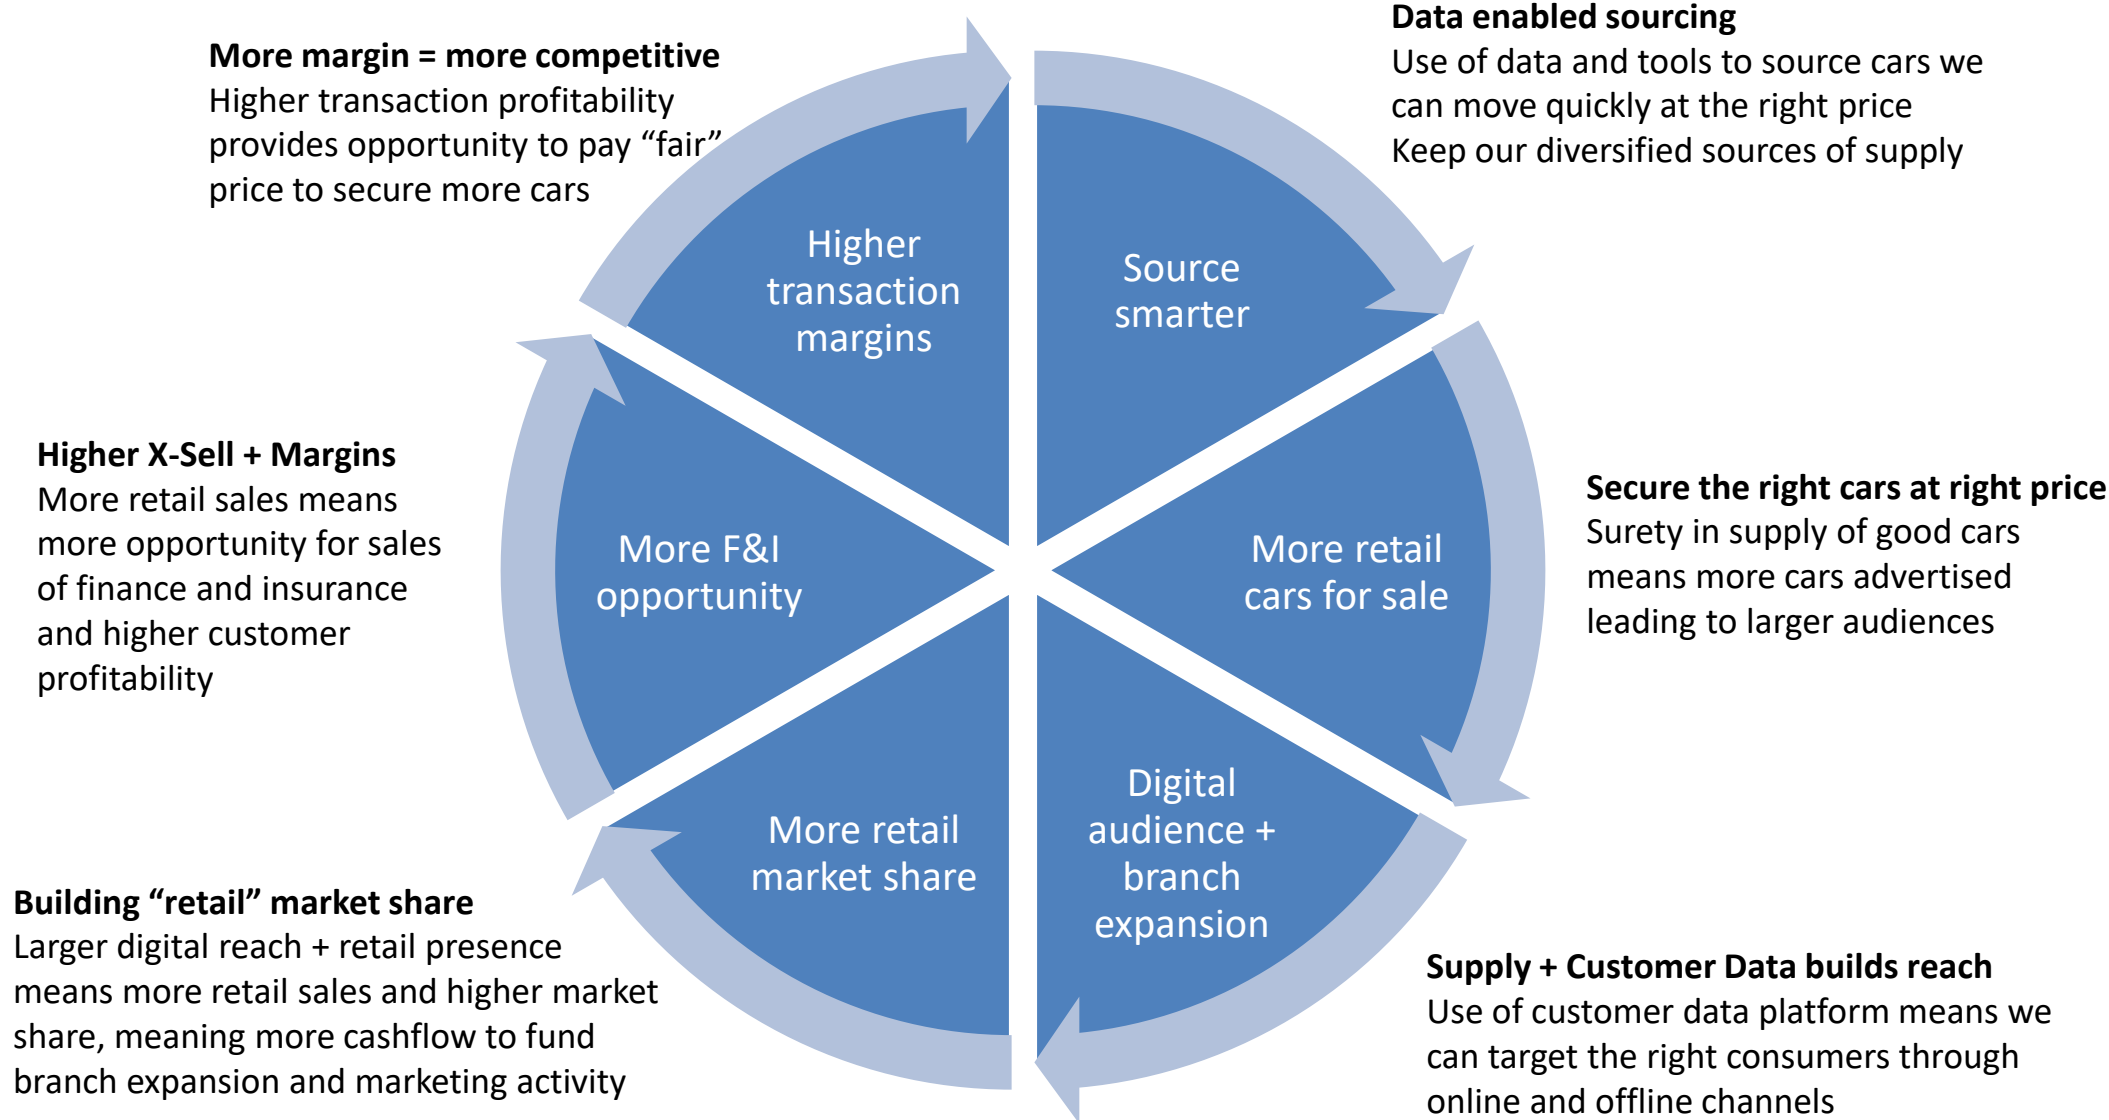 Data enabled sourcing
Use of data and tools to source cars we
can move quickly at the right price
Keep our diversified sources of supply
Source
smarter
Secure the right cars at right price
Surety in supply of good cars
means more cars advertised
leading to larger audiences
More retail
cars for sale
Supply + Customer Data builds reach
Use of customer data platform means we
can target the right consumers through
online and offline channels
Digital
audience +
branch
expansion
Building “retail” market share
Larger digital reach + retail presence
means more retail sales and higher market
share, meaning more cashflow to fund
branch expansion and marketing activity
More retail
market share
Higher X-Sell + Margins
More retail sales means
more opportunity for sales
of finance and insurance
and higher customer
profitability
More F&I
opportunity
More margin = more competitive
Higher transaction profitability
provides opportunity to pay “fair”
price to secure more cars
Higher
transaction
margins